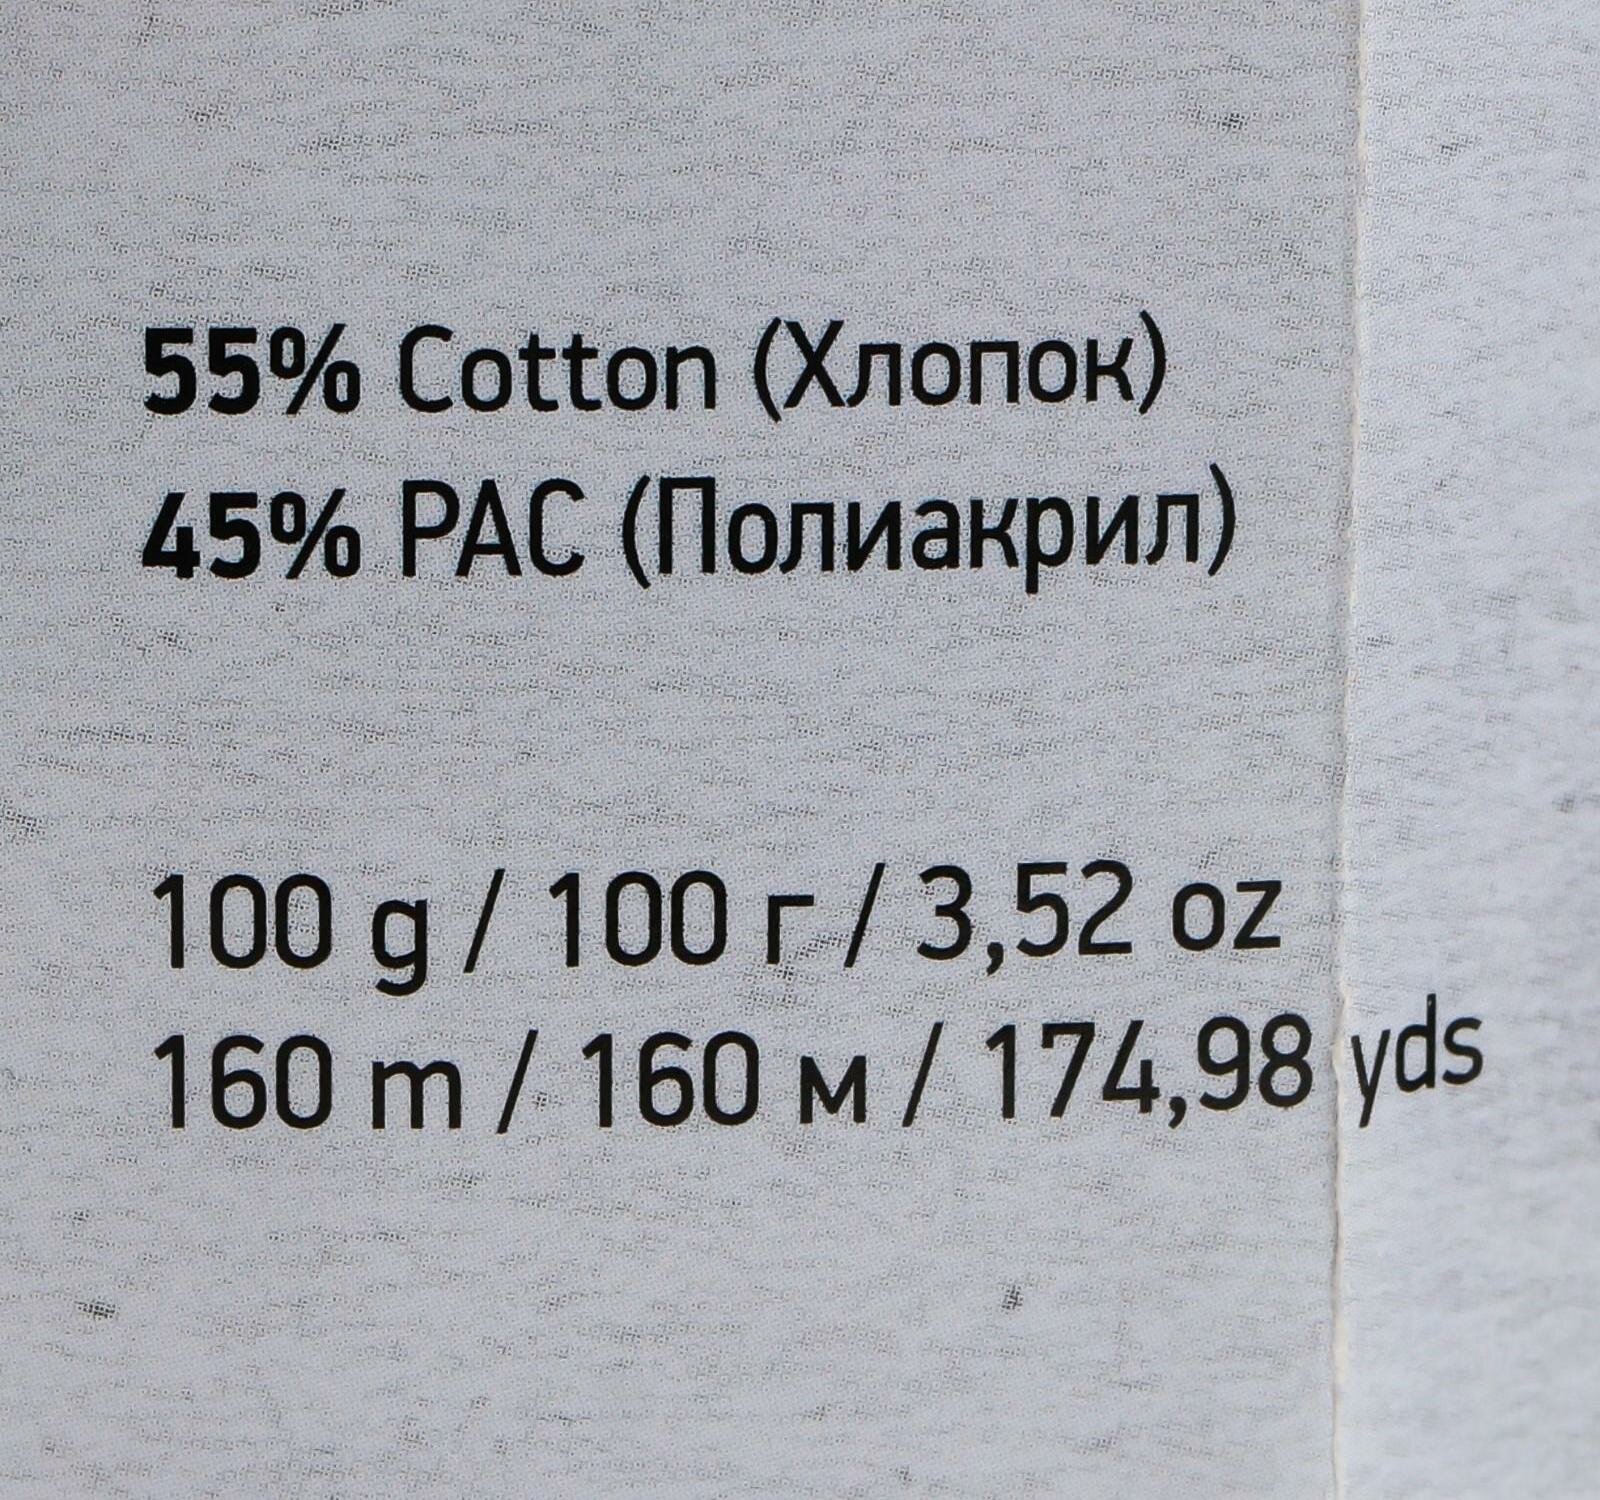 55% Cotton (Хлопок)
45% PAC (Полиакрил)
100 g / 100 г / 3,52 oz
160 m / 160 м / 174,98 yds